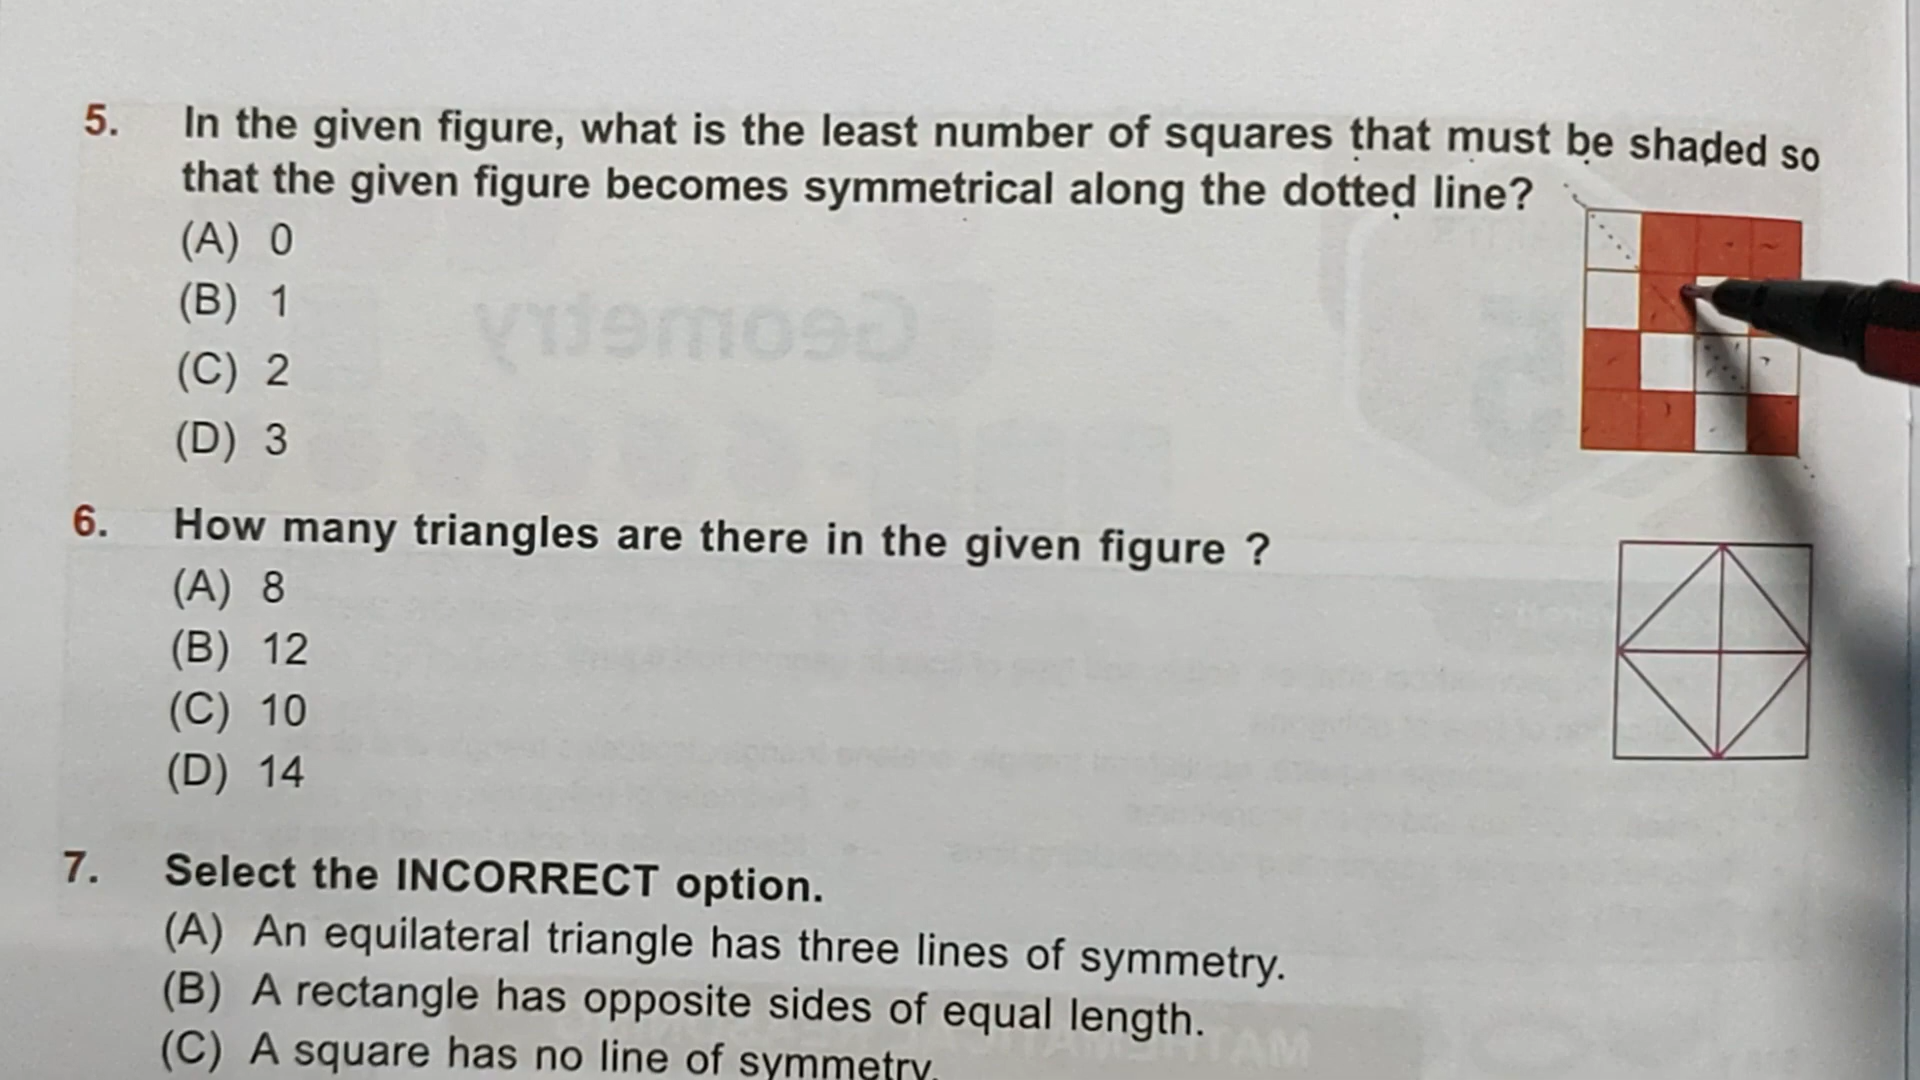 5. In the given figure, what is the least number of squares that must be shaded so
that the given figure becomes symmetrical along the dotted line?
(A) 0
(B) 1
(C) 2
(D) 3
6. How many triangles are there in the given figure ?
(A) 8
(B) 12
(C) 10
(D) 14
7. Select the INCORRECT option.
(A) An equilateral triangle has three lines of symmetry.
(B) A rectangle has opposite sides of equal length.
(C) A square has no line of symmetry.